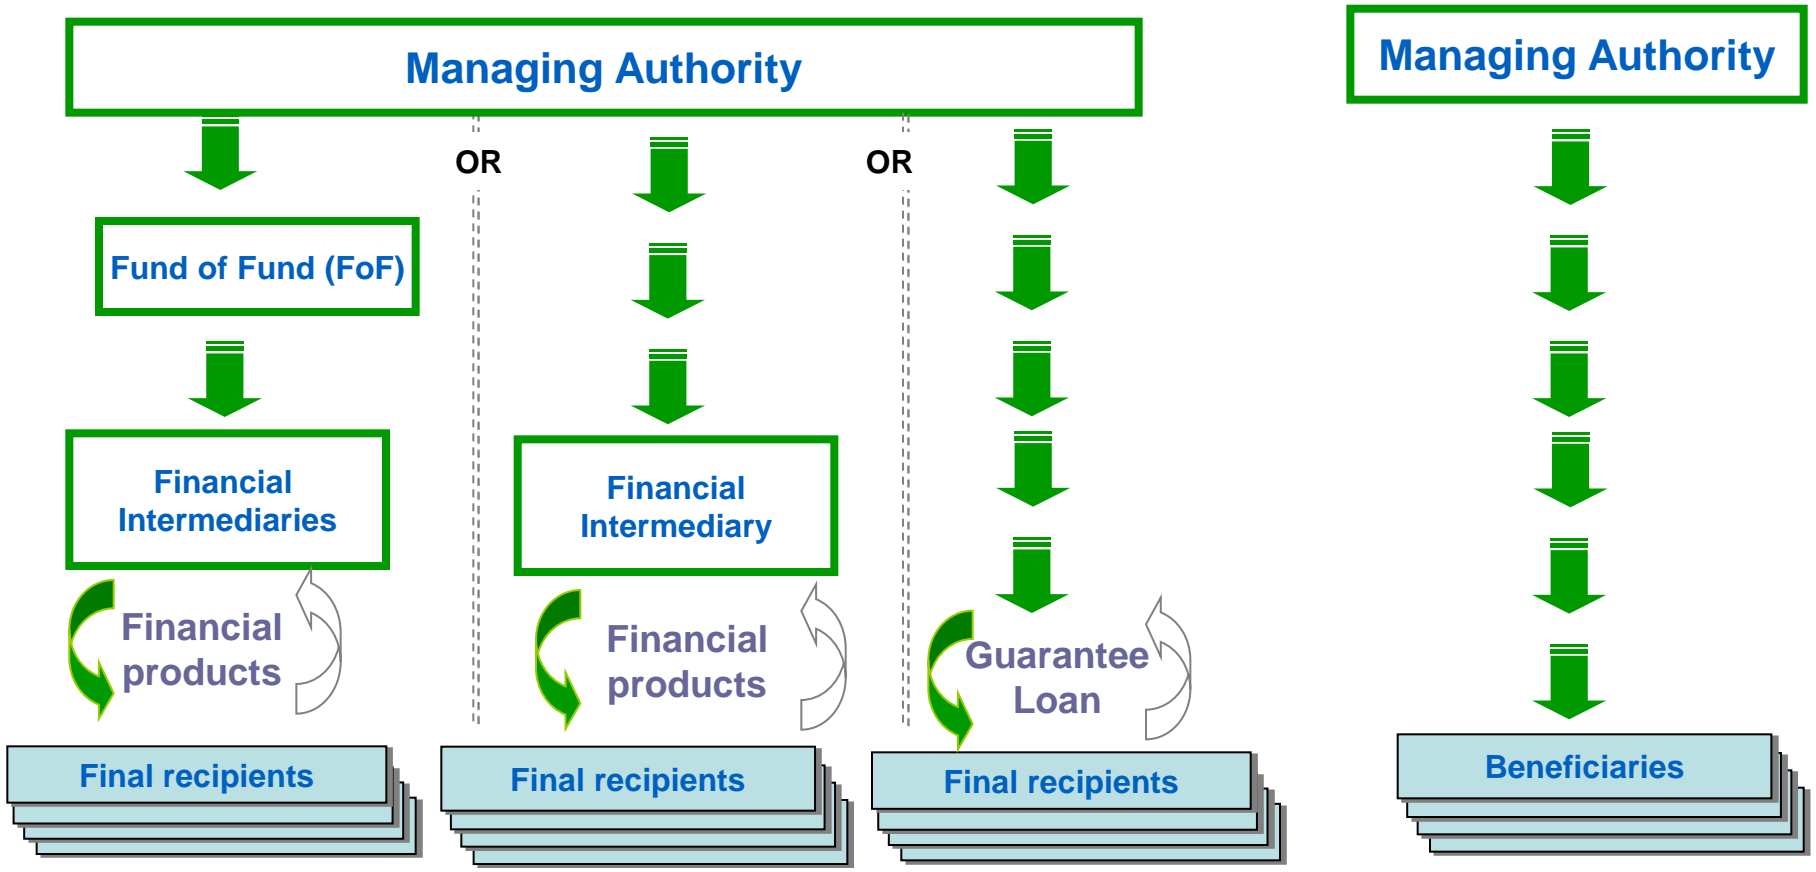 Managing Authority
Managing Authority
OR
OR
Fund of Fund (FoF)
Financial
Intermediaries
Financial
Intermediary
Financial
products
Financial
products
Guarantee
Loan
Final recipients
Final recipients
Final recipients
Beneficiaries